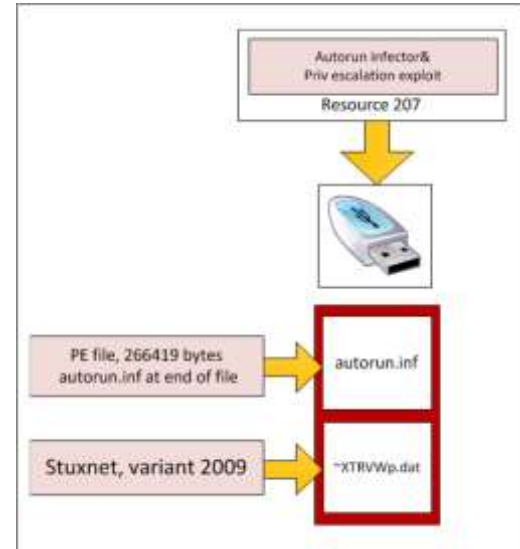 Autorun infector&
Priv escalation exploit
Resource 207
PE file, 266419 bytes
autorun.inf at end of file
autorun.inf
Stuxnet, variant 2009
~XTRVWp.dat